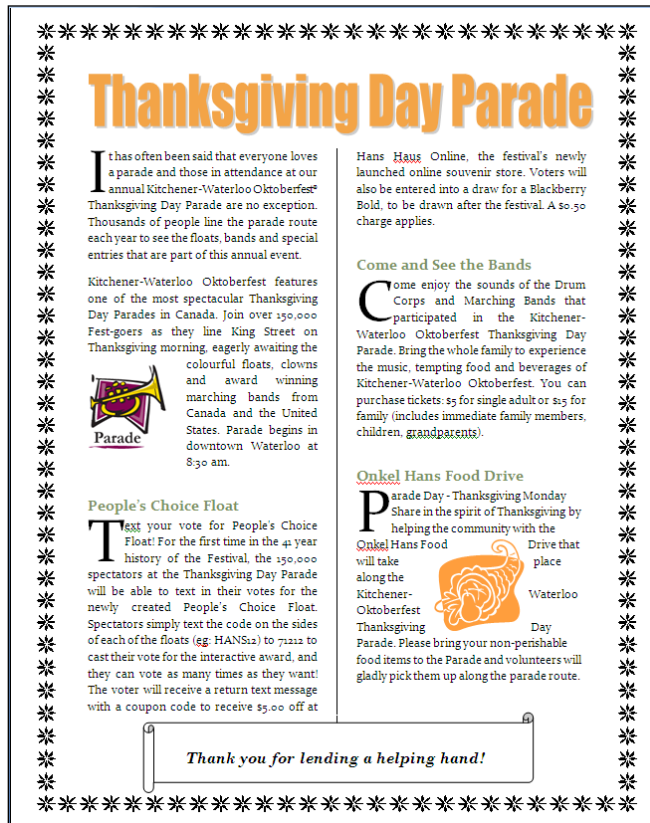 Thanksgiving Day Parade
It has often been said that everyone loves
a parade and those in attendance at our
annual Kitchener-Waterloo Oktoberfest®
Thanksgiving Day Parade are no exception.
Thousands of people line the parade route
each year to see the floats, bands and special
entries that are part of this annual event.
Kitchener-Waterloo Oktoberfest features
one of the most spectacular Thanksgiving
Day Parades in Canada. Join over 150,000
Fest-goers as they line King Street on
Thanksgiving morning, eagerly awaiting the
colourful floats, clowns
and award winning
marching bands from
Canada and the United
States. Parade begins in
downtown Waterloo at
8:30 am.
Parade
People's Choice Float
Text your vote for People's Choice
Float! For the first time in the 41 year
history of the Festival, the 150,000
spectators at the Thanksgiving Day Parade
will be able to text in their votes for the
newly created People's Choice Float.
Spectators simply text the code on the sides
of each of the floats (eg: HANS12) to 71212 to
cast their vote for the interactive award, and
they can vote as many times as they want!
The voter will receive a return text message
with a coupon code to receive $5.00 off at
Hans Haus Online, the festival's newly
launched online souvenir store. Voters will
also be entered into a draw for a Blackberry
Bold, to be drawn after the festival. A $0.50
charge applies.
Come and See the Bands
Come enjoy the sounds of the Drum
Corps and Marching Bands that
participated in the Kitchener-
Waterloo Oktoberfest Thanksgiving Day
Parade. Bring the whole family to experience
the music, tempting food and beverages of
Kitchener-Waterloo Oktoberfest. You can
purchase tickets: $5 for single adult or $15 for
family (includes immediate family members,
children, grandparents).
Onkel Hans Food Drive
Parade Day - Thanksgiving Monday
Share in the spirit of Thanksgiving by
helping the community with the
Onkel Hans Food Drive that
will take place
along the
Kitchener- Waterloo
Oktoberfest
Thanksgiving Day
Parade. Please bring your non-perishable
food items to the Parade and volunteers will
gladly pick them up along the parade route.
Thank you for lending a helping hand!